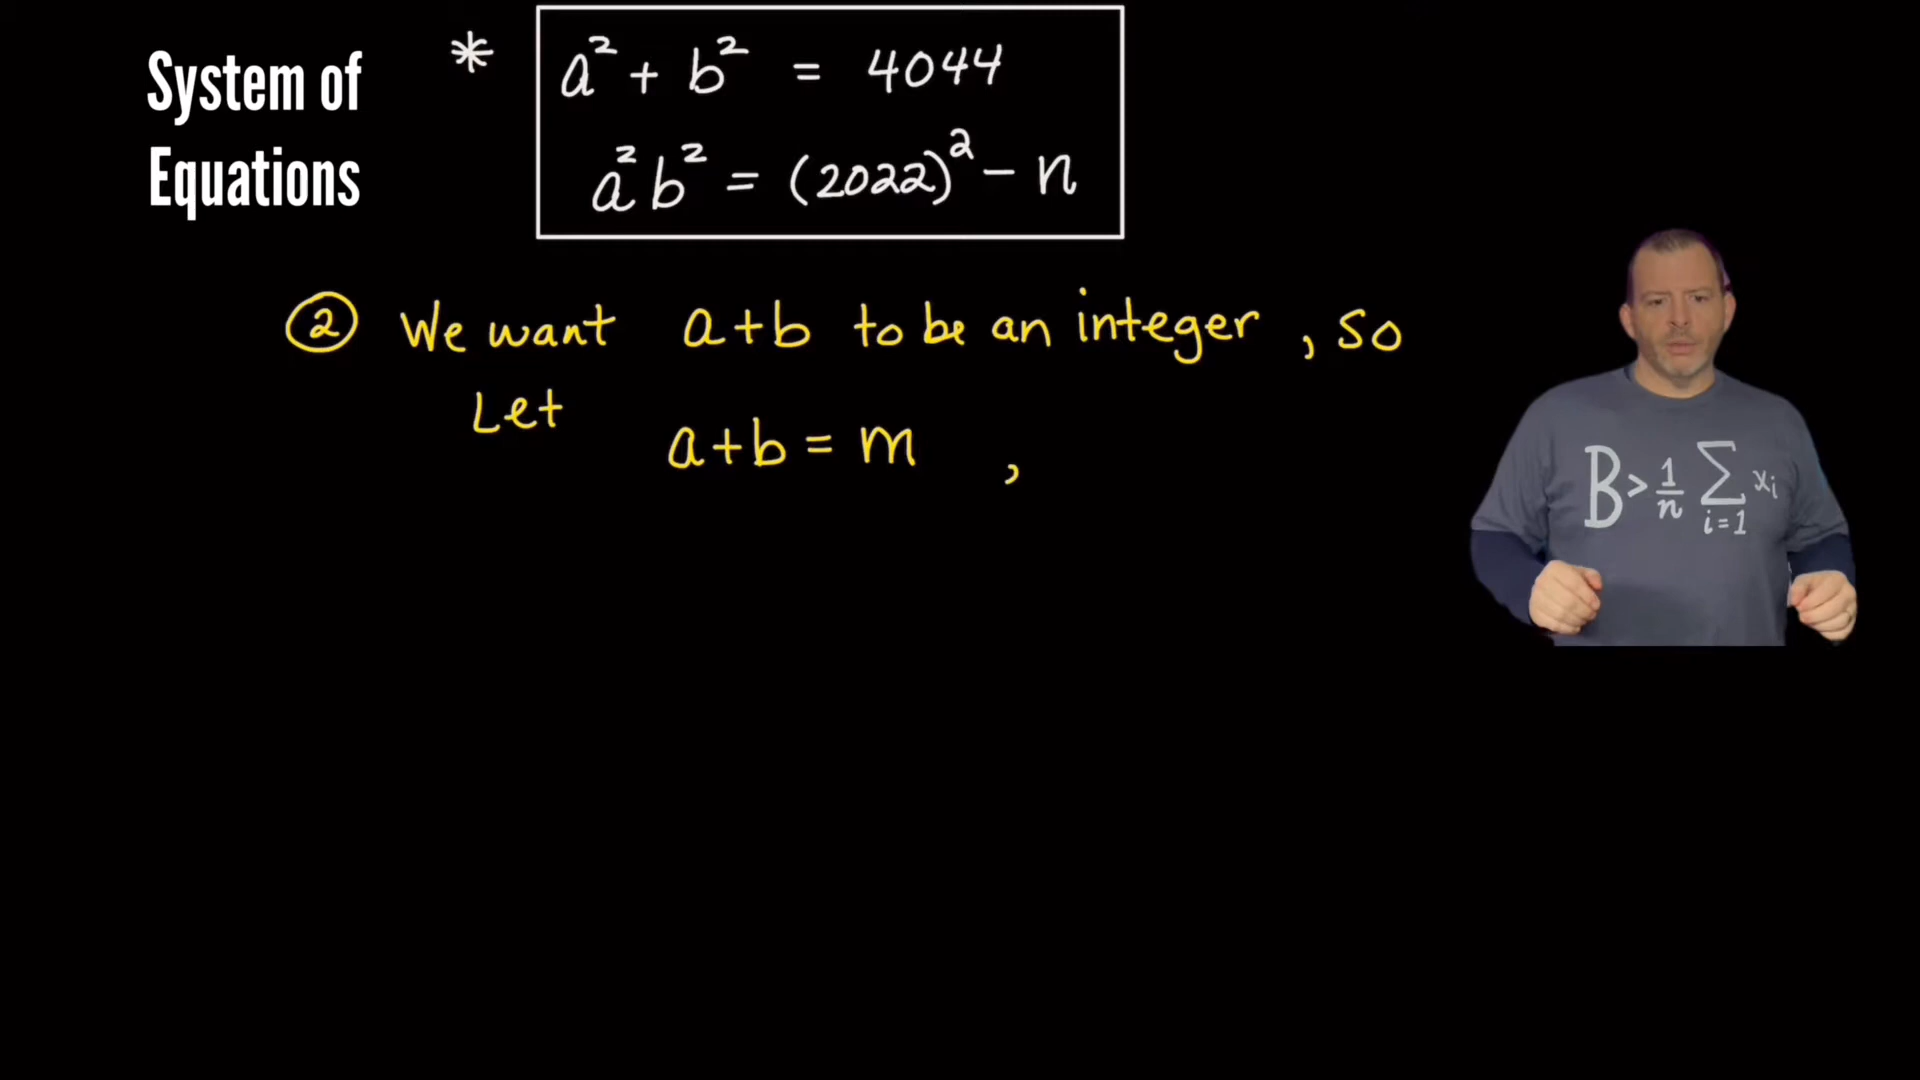 System of
Equations
* a² + b² = 4044
a²b² = (2022)² - n
② We want a+b to be an integer, so
Let
a+b = m ,
B > 1/n ∑ i=1 xᵢ